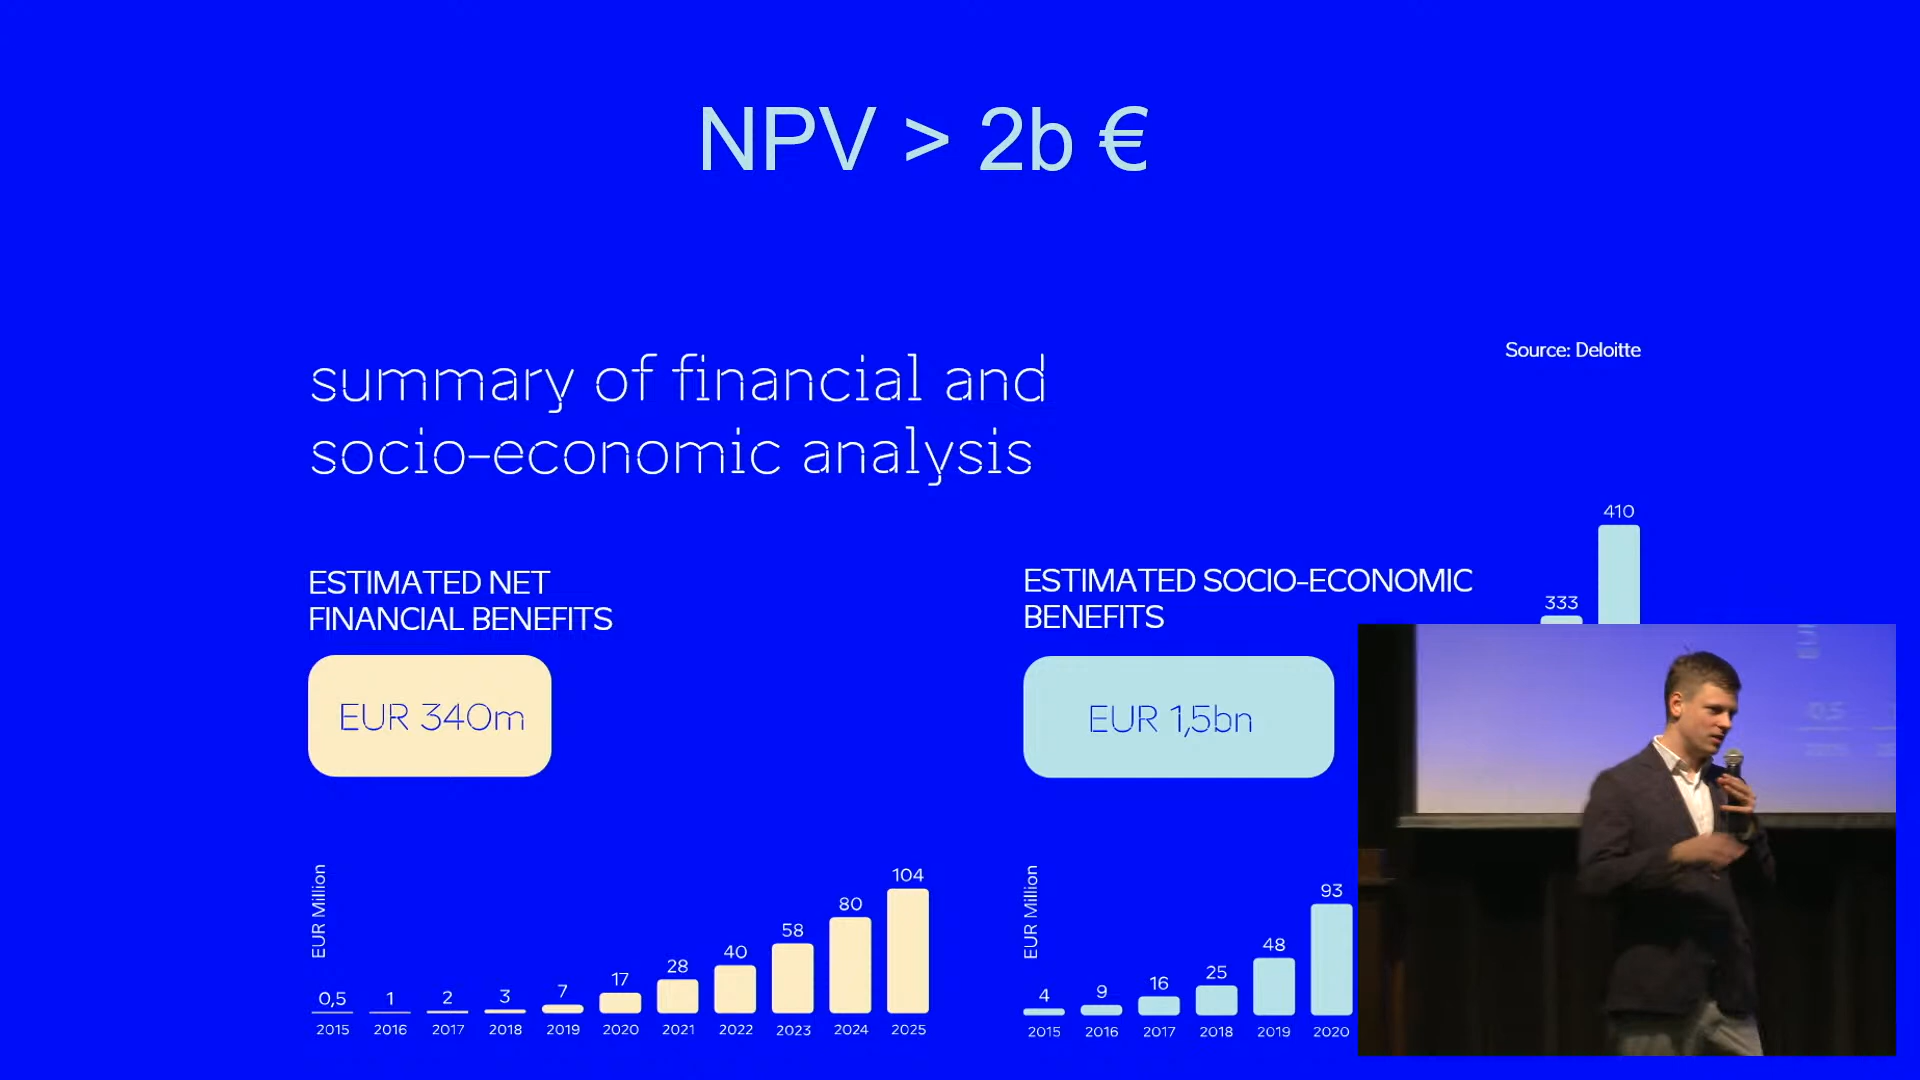 NPV > 2b €
Source: Deloitte
summary of financial and
socio-economic analysis
ESTIMATED NET
FINANCIAL BENEFITS
EUR 340m
EUR Million
0,5 1 2 3 7 17 28 40 58 80 104
2015 2016 2017 2018 2019 2020 2021 2022 2023 2024 2025
ESTIMATED SOCIO-ECONOMIC
BENEFITS
EUR 1,5bn
EUR Million
4 9 16 25 48 93 333 410
2015 2016 2017 2018 2019 2020